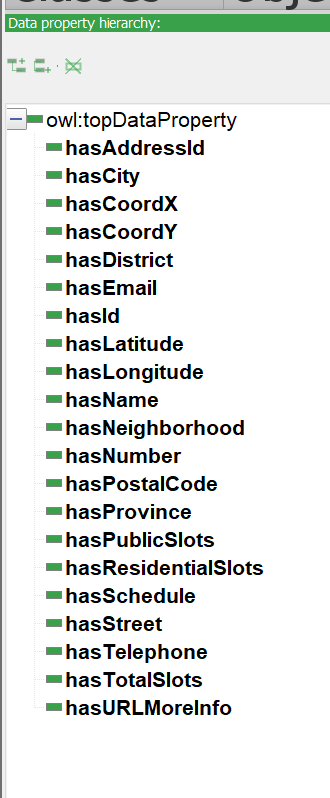 Data property hierarchy:
owl:topDataProperty
hasAddressId
hasCity
hasCoordX
hasCoordY
hasDistrict
hasEmail
hasId
hasLatitude
hasLongitude
hasName
hasNeighborhood
hasNumber
hasPostalCode
hasProvince
hasPublicSlots
hasResidentialSlots
hasSchedule
hasStreet
hasTelephone
hasTotalSlots
hasURLMoreInfo